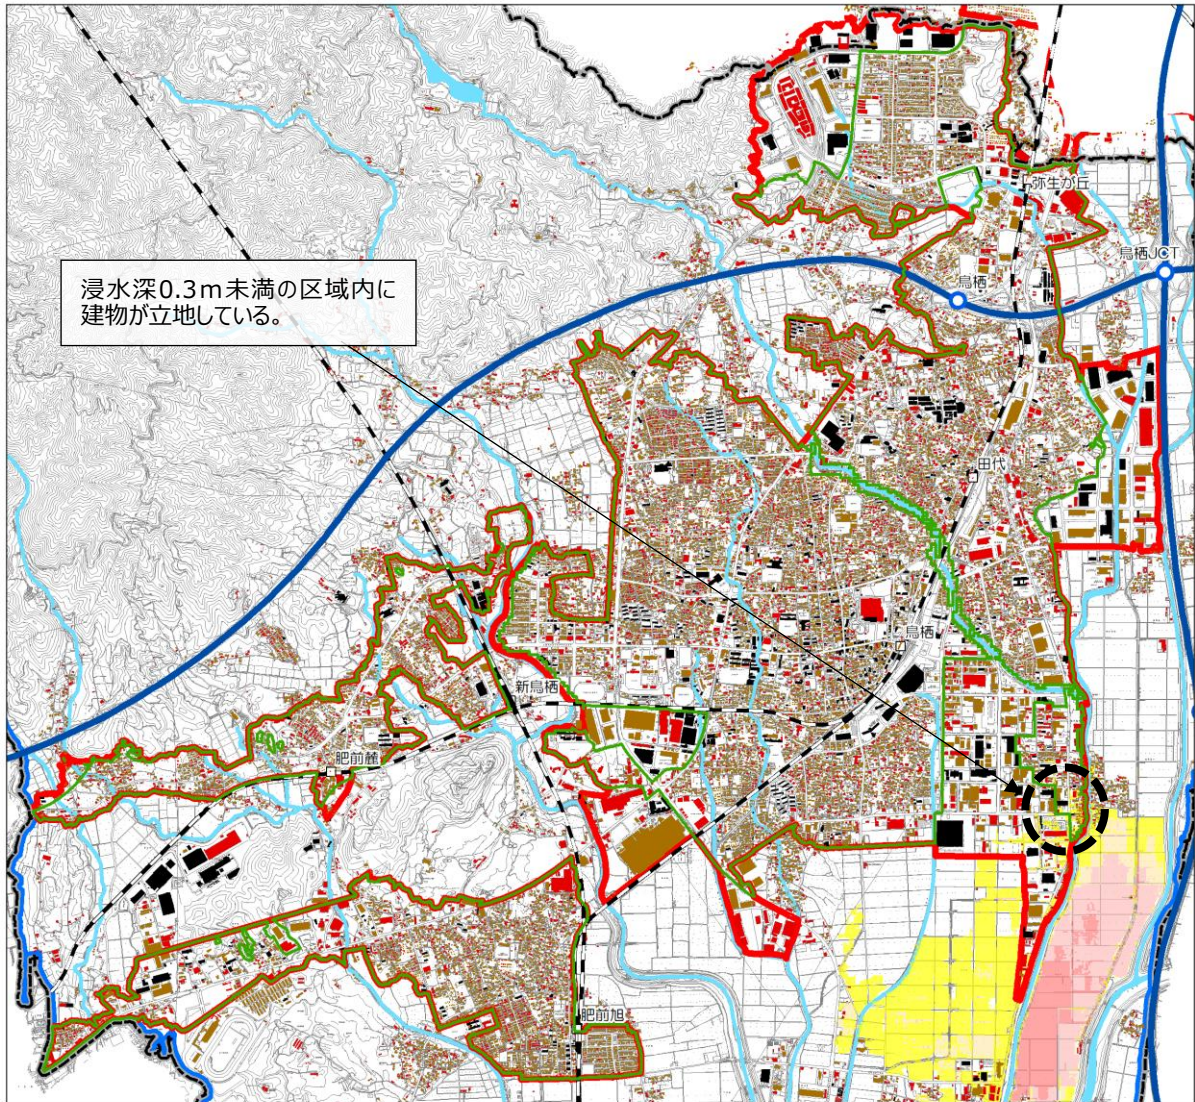 弥生が丘
鳥栖JCT
浸水深0.3m未満の区域内に
建物が立地している。
鳥栖
田代
鳥栖
新鳥栖
肥前麓
肥前旭